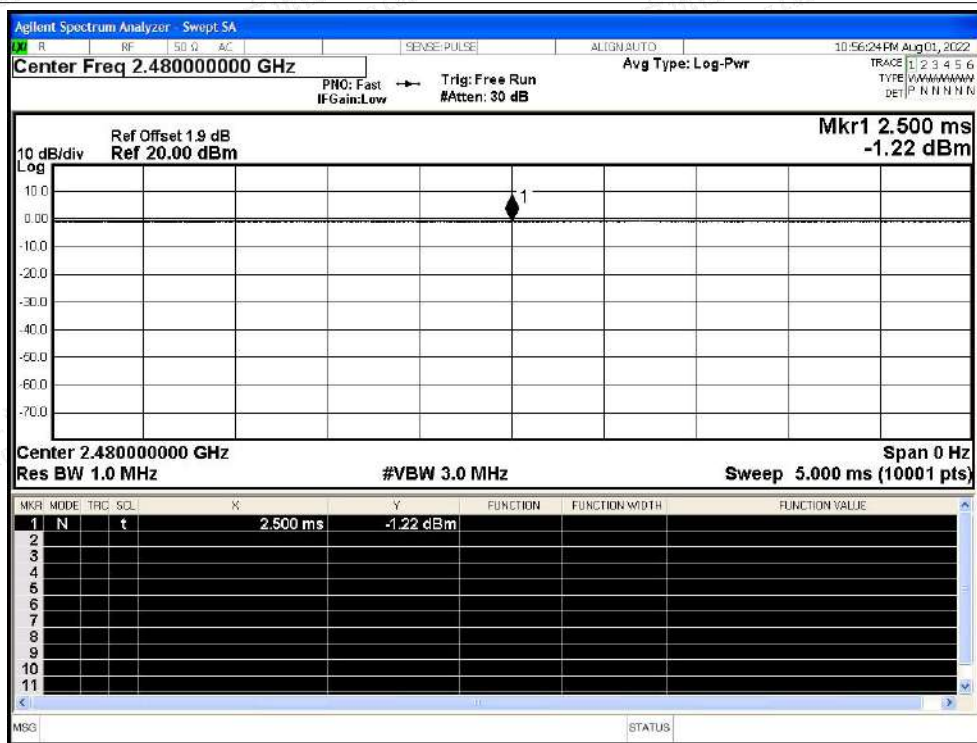 Agilent Spectrum Analyzer - Swept SA
LXI R RF 50 Ω AC SENSE:PULSE ALIGN AUTO 10:56:24 PM Aug 01, 2022
Center Freq 2.480000000 GHz
PNO: Fast
IFGain:Low
Trig: Free Run
#Atten: 30 dB
Avg Type: Log-Pwr
TRACE 1 2 3 4 5 6
TYPE
DET P N N N N N
Ref Offset 1.9 dB
Ref 20.00 dBm
Mkr1 2.500 ms
-1.22 dBm
10 dB/div
Log
10.0
0.00
-10.0
-20.0
-30.0
-40.0
-50.0
-60.0
-70.0
1
Center 2.480000000 GHz Span 0 Hz
Res BW 1.0 MHz #VBW 3.0 MHz Sweep 5.000 ms (10001 pts)
MKR MODE TRC SCL X Y FUNCTION FUNCTION WIDTH FUNCTION VALUE
1 N t 2.500 ms -1.22 dBm
2
3
4
5
6
7
8
9
10
11
MSG STATUS